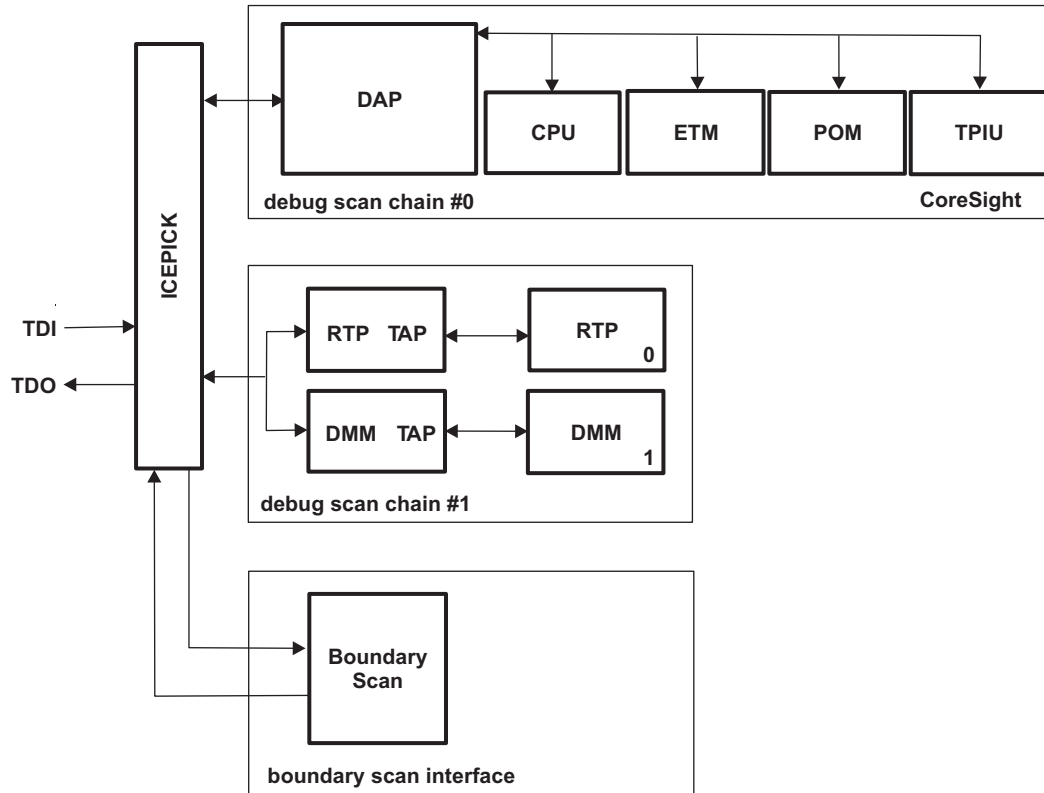 DAP
CPU
ETM
POM
TPIU
debug scan chain #0
CoreSight
ICEPICK
TDI
TDO
RTP TAP
RTP
0
DMM TAP
DMM
1
debug scan chain #1
Boundary
Scan
boundary scan interface